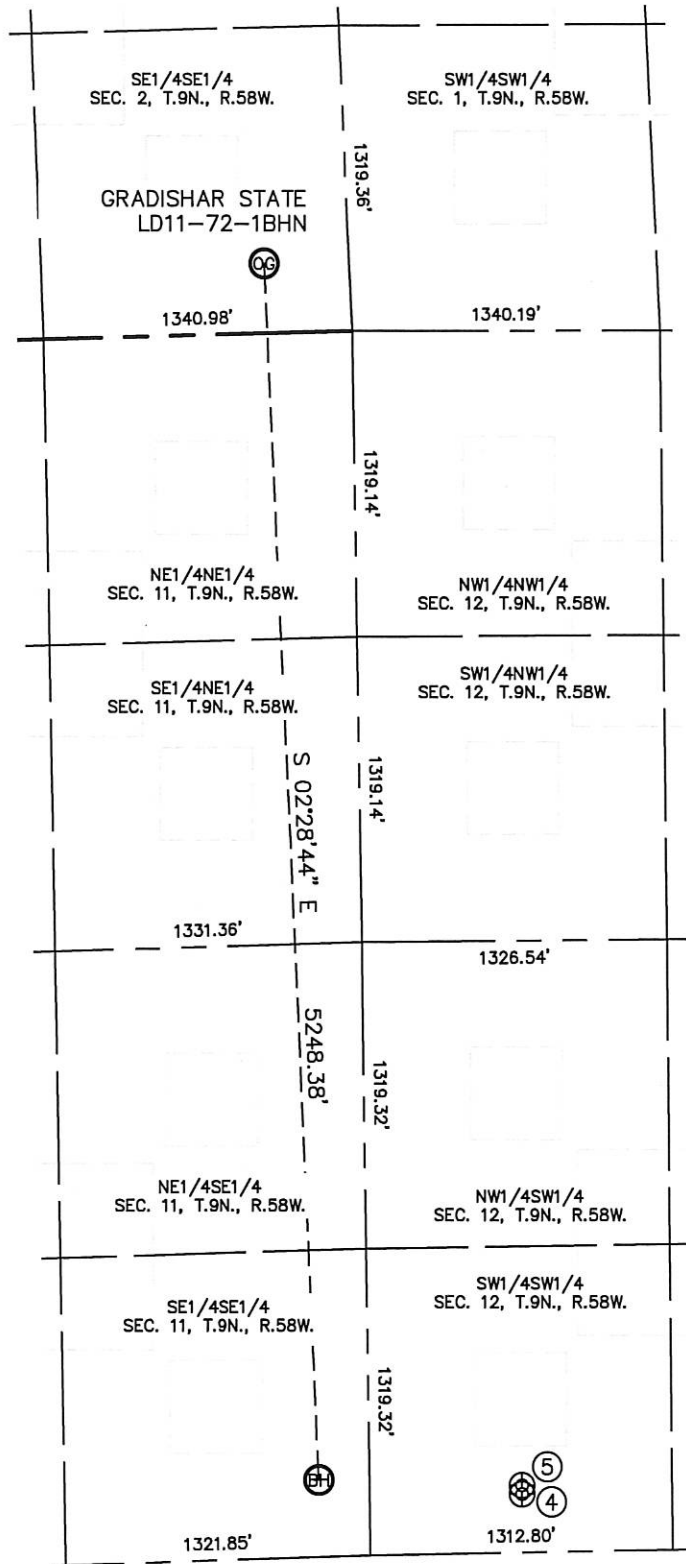 SE1/4SE1/4
SEC. 2, T.9N., R.58W.
SW1/4SW1/4
SEC. 1, T.9N., R.58W.
1319.36'
GRADISHAR STATE
LD11-72-1BHN
OG
1340.98'
1340.19'
1319.14'
NE1/4NE1/4
SEC. 11, T.9N., R.58W.
NW1/4NW1/4
SEC. 12, T.9N., R.58W.
SE1/4NE1/4
SEC. 11, T.9N., R.58W.
SW1/4NW1/4
SEC. 12, T.9N., R.58W.
S 02°28'44" E
1319.14'
1331.36'
1326.54'
5248.38'
1319.32'
NE1/4SE1/4
SEC. 11, T.9N., R.58W.
NW1/4SW1/4
SEC. 12, T.9N., R.58W.
SE1/4SE1/4
SEC. 11, T.9N., R.58W.
SW1/4SW1/4
SEC. 12, T.9N., R.58W.
1319.32'
BH
5
4
1321.85'
1312.80'